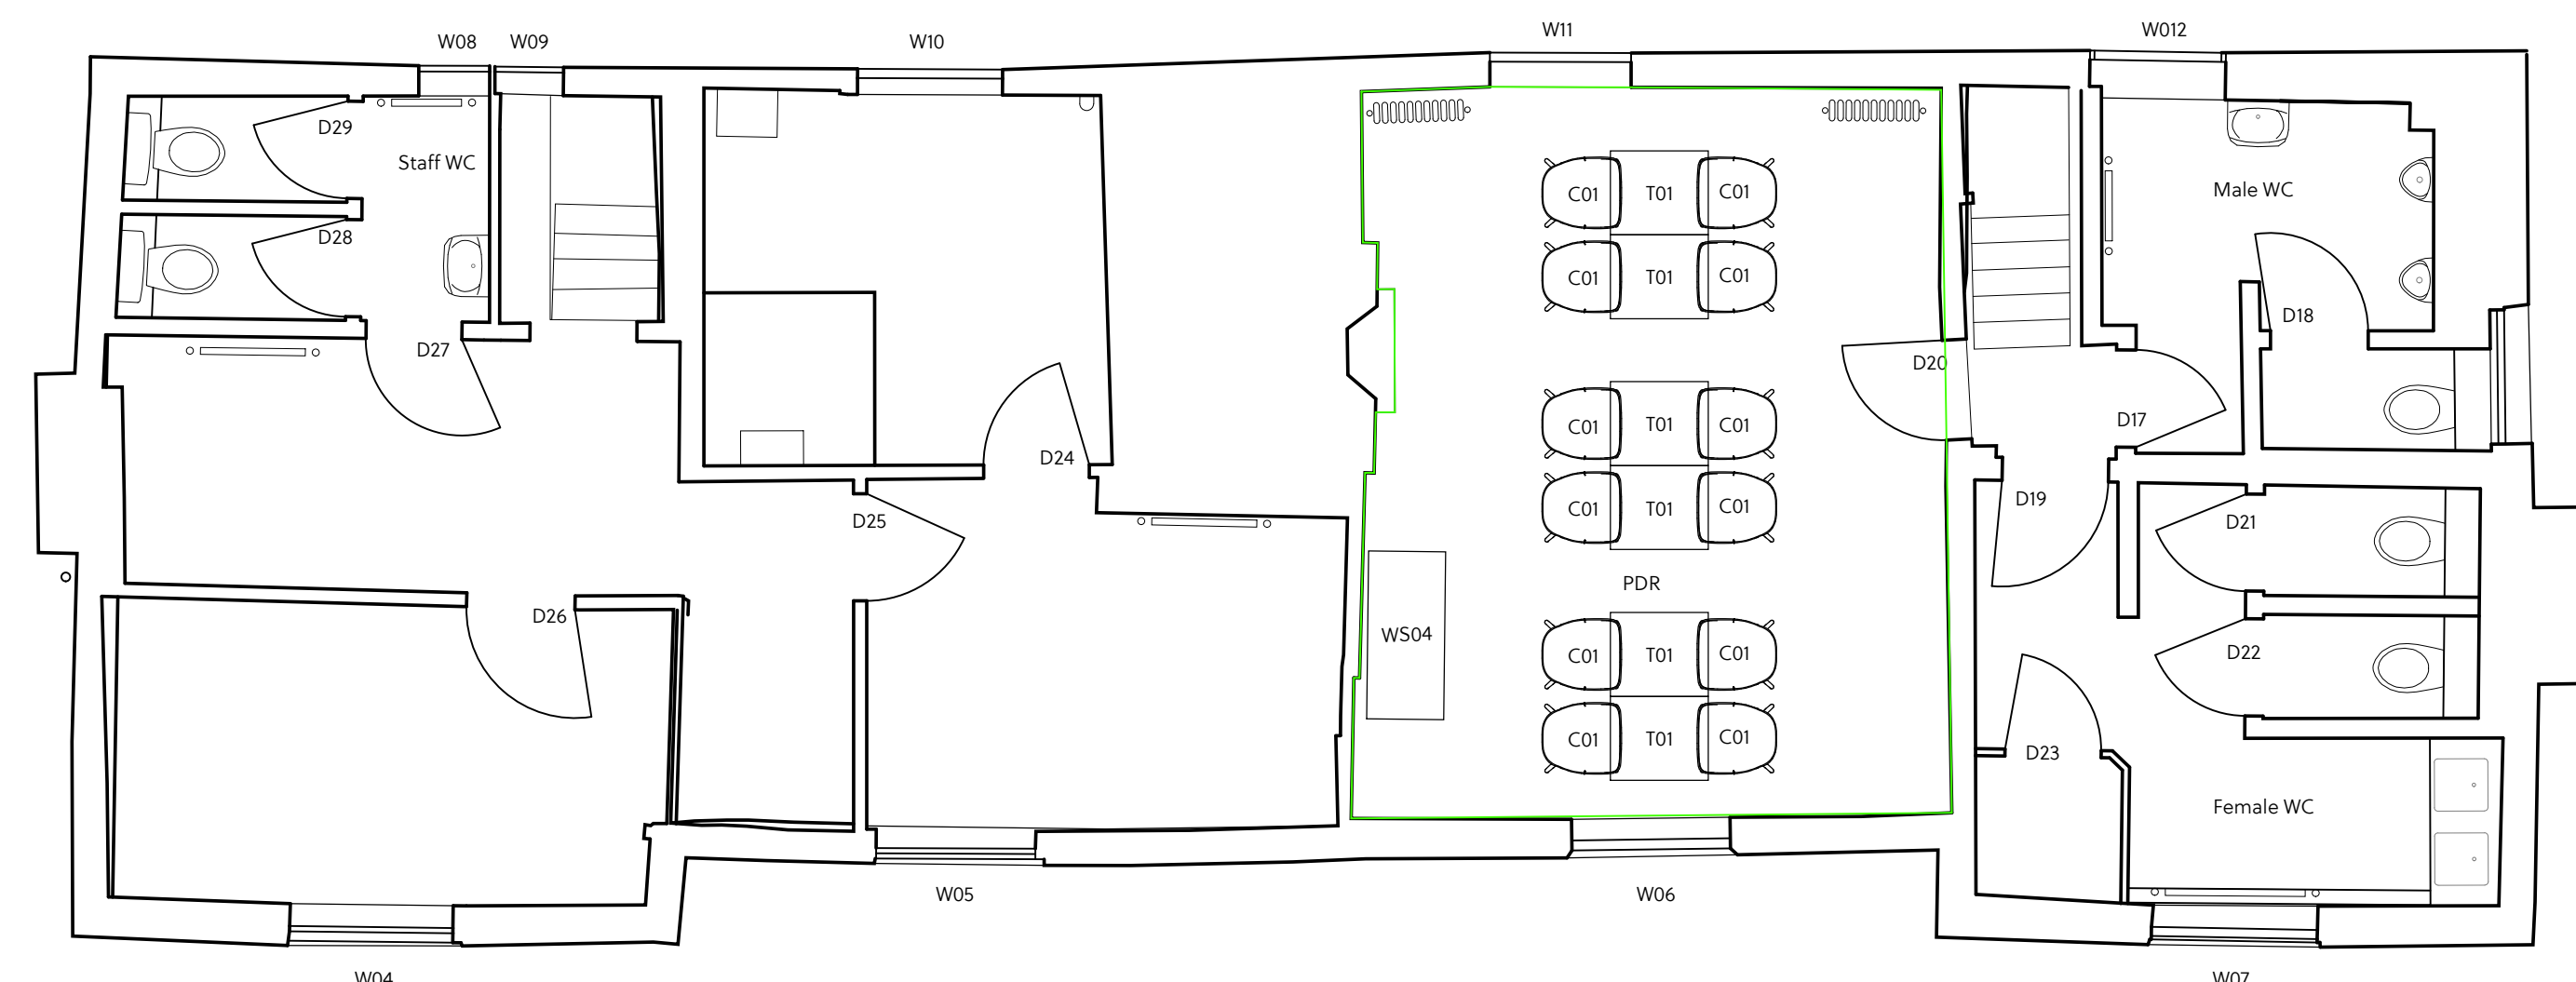 W08 W09 W10 W11 W012
D29
Staff WC
D28
D27
C01 T01 C01
C01 T01 C01
Male WC
D18
D20
D17
C01 T01 C01
C01 T01 C01
D24
D25
D19
D21
PDR
D26
WS04
C01 T01 C01
D22
C01 T01 C01
D23
Female WC
W05 W06
W04 W07